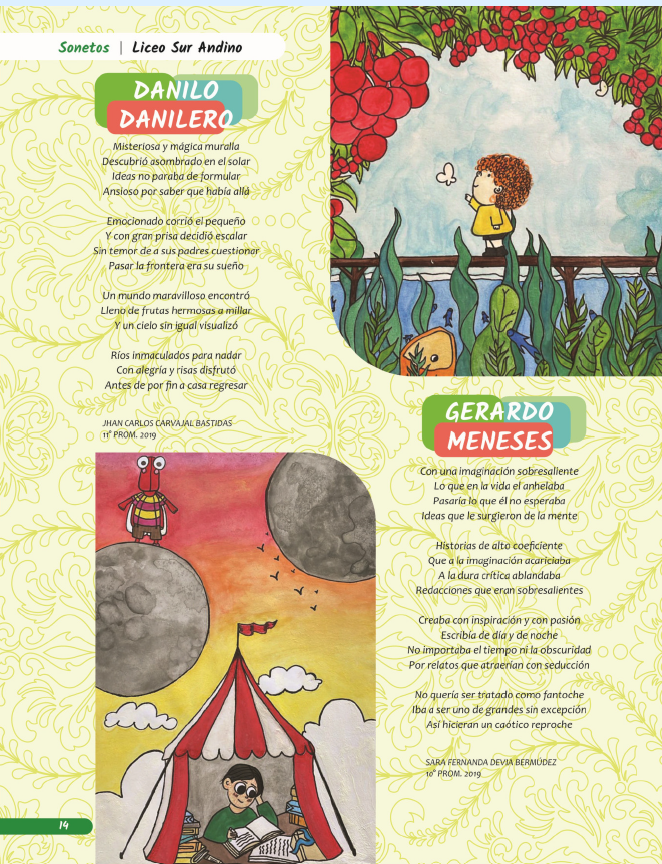 Sonetos | Liceo Sur Andino
DANILO
DANILERO
Misteriosa y mágica muralla
Descubrió asombrado en el solar
Ideas no paraba de formular
Ansioso por saber que había allá
Emocionado corrió el pequeño
Y con gran prisa decidió escalar
Sin temor de a sus padres cuestionar
Pasar la frontera era su sueño
Un mundo maravilloso encontró
Lleno de frutas hermosas a millar
Y un cielo sin igual visualizó
Ríos inmaculados para nadar
Con alegría y risas disfrutó
Antes de por fin a casa regresar
JHAN CARLOS CARVAJAL BASTIDAS
11° PROM. 2019
GERARDO
MENESES
Con una imaginación sobresaliente
Lo que en la vida el anhelaba
Pasaría lo que él no esperaba
Ideas que le surgieron de la mente
Historias de alto coeficiente
Que a la imaginación acariciaba
A la dura crítica ablandaba
Redacciones que eran sobresalientes
Creaba con inspiración y con pasión
Escribía de día y de noche
No importaba el tiempo ni la obscuridad
Por relatos que atraerían con seducción
No quería ser tratado como fantoche
Iba a ser uno de grandes sin excepción
Así hicieran un caótico reproche
SARA FERNANDA DEVIA BERMÚDEZ
10° PROM. 2019
14